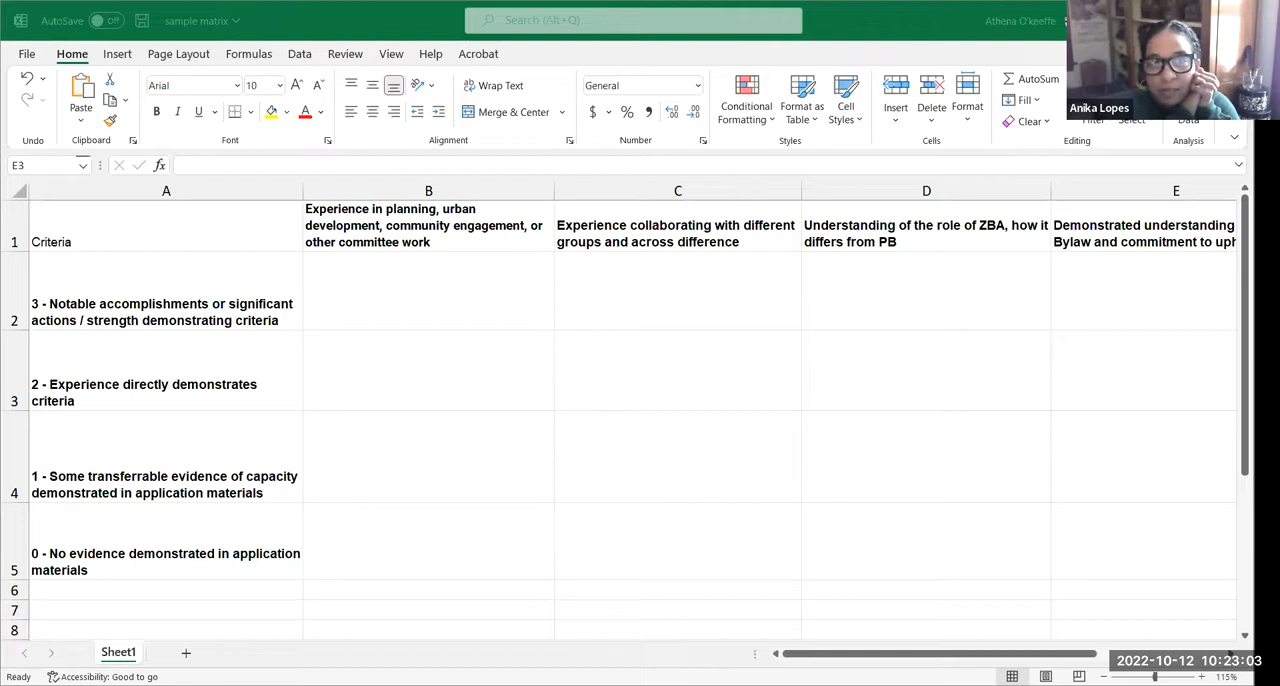 AutoSave Off sample matrix Search (Alt+Q) Athena O'keeffe
File Home Insert Page Layout Formulas Data Review View Help Acrobat
Arial 10 Wrap Text General AutoSum
Paste B I U Merge & Center $ % Conditional Formatting Format as Table Cell Styles Insert Delete Format Fill Clear
Anika Lopes
Undo Clipboard Font Alignment Number Styles Cells Editing Analysis
E3 fx
A B C D E
1 Criteria
Experience in planning, urban
development, community engagement, or
other committee work
Experience collaborating with different
groups and across difference
Understanding of the role of ZBA, how it
differs from PB
Demonstrated understanding
Bylaw and commitment to uph
2
3 - Notable accomplishments or significant
actions / strength demonstrating criteria
3
2 - Experience directly demonstrates
criteria
4
1 - Some transferrable evidence of capacity
demonstrated in application materials
5
0 - No evidence demonstrated in application
materials
6
7
8
Sheet1
2022-10-12 10:23:03
Ready Accessibility: Good to go 115%